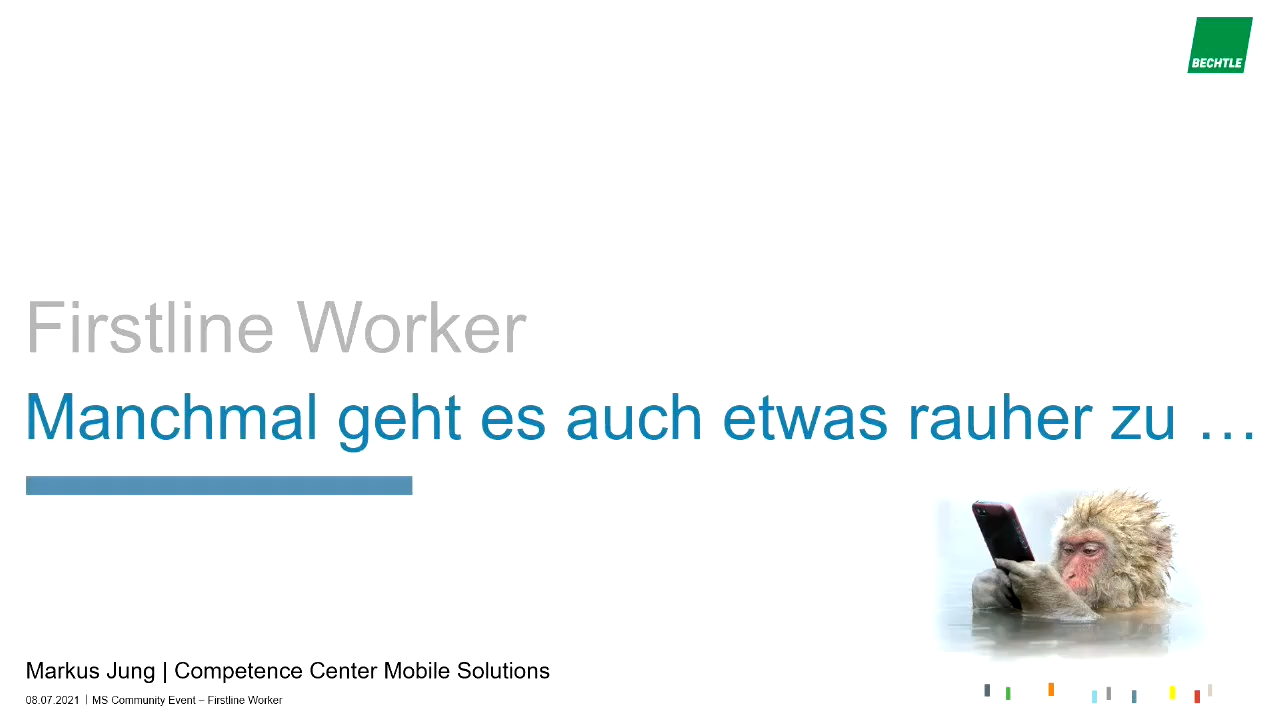 BECHTLE
Firstline Worker
Manchmal geht es auch etwas rauher zu …
Markus Jung | Competence Center Mobile Solutions
08.07.2021 | MS Community Event – Firstline Worker